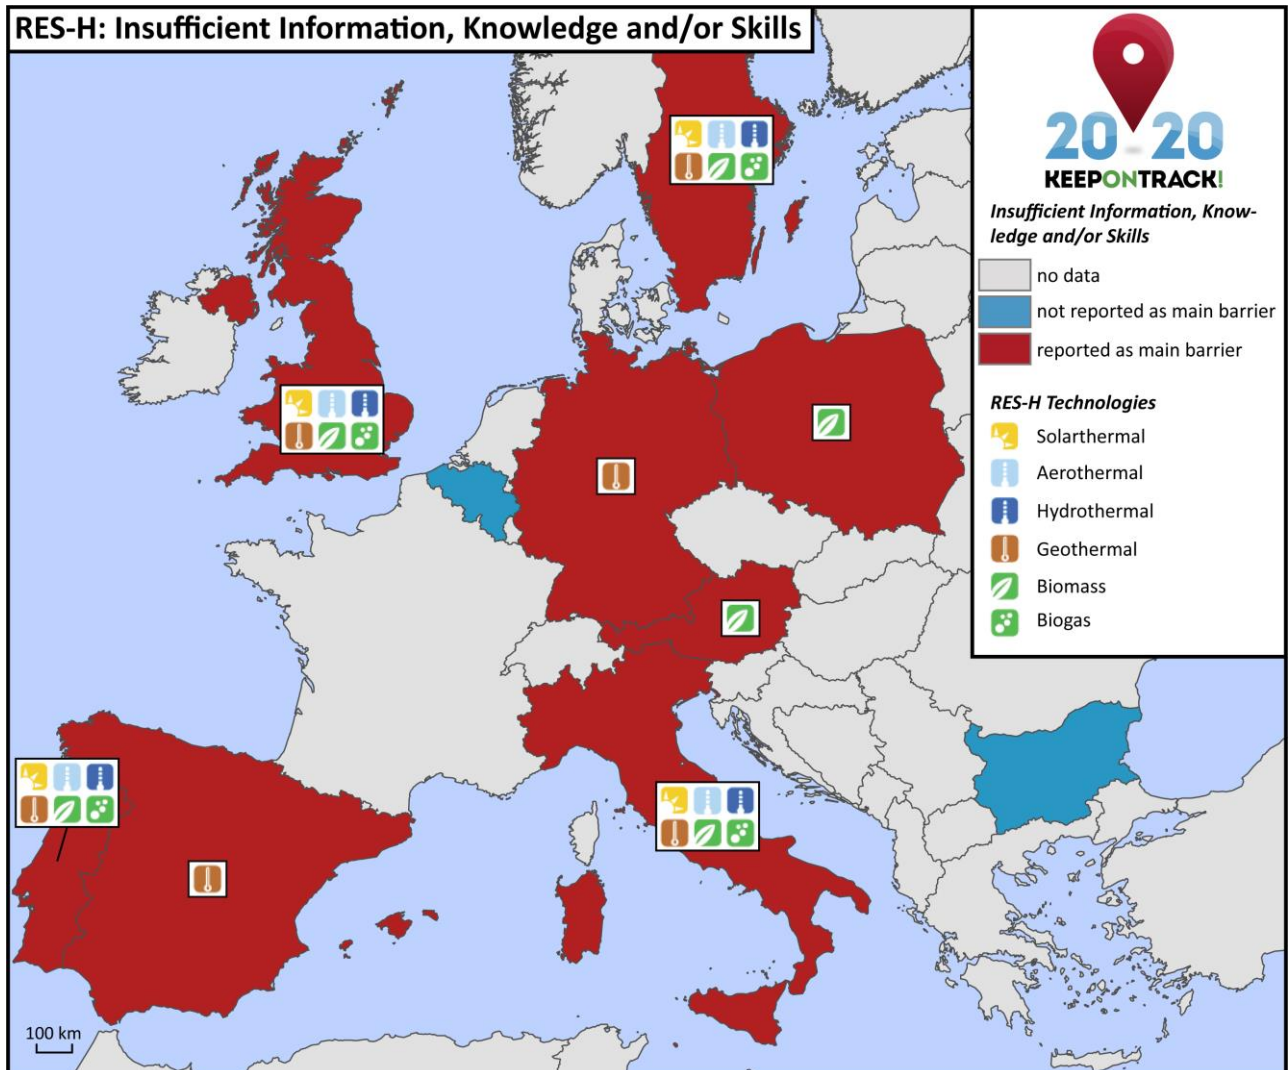 RES-H: Insufficient Information, Knowledge and/or Skills
20-20
KEEPONTRACK!
Insufficient Information, Know-
ledge and/or Skills
no data
not reported as main barrier
reported as main barrier
RES-H Technologies
Solarthermal
Aerothermal
Hydrothermal
Geothermal
Biomass
Biogas
100 km